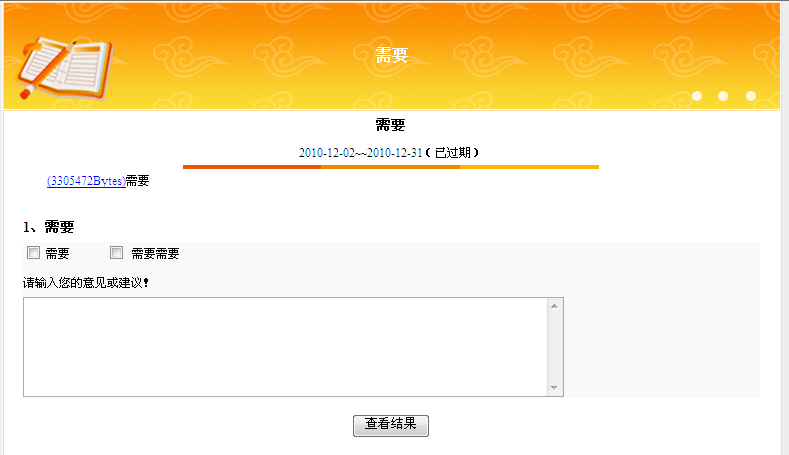 需要
需要
2010-12-02~~2010-12-31(已过期)
(3305472Bytes)需要
1、需要
需要 需要需要
请输入您的意见或建议!
查看结果